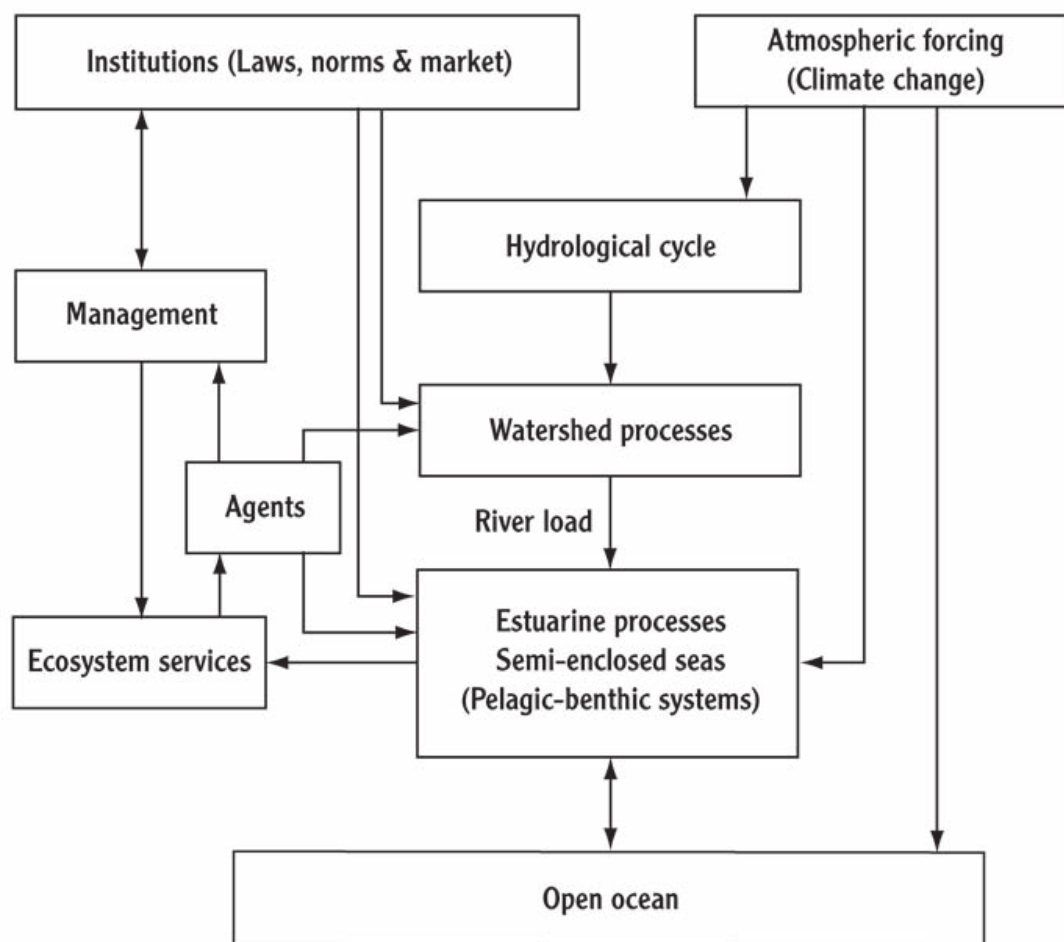 Institutions (Laws, norms & market)
Atmospheric forcing
(Climate change)
Hydrological cycle
Management
Watershed processes
Agents
River load
Estuarine processes
Semi-enclosed seas
(Pelagic-benthic systems)
Ecosystem services
Open ocean